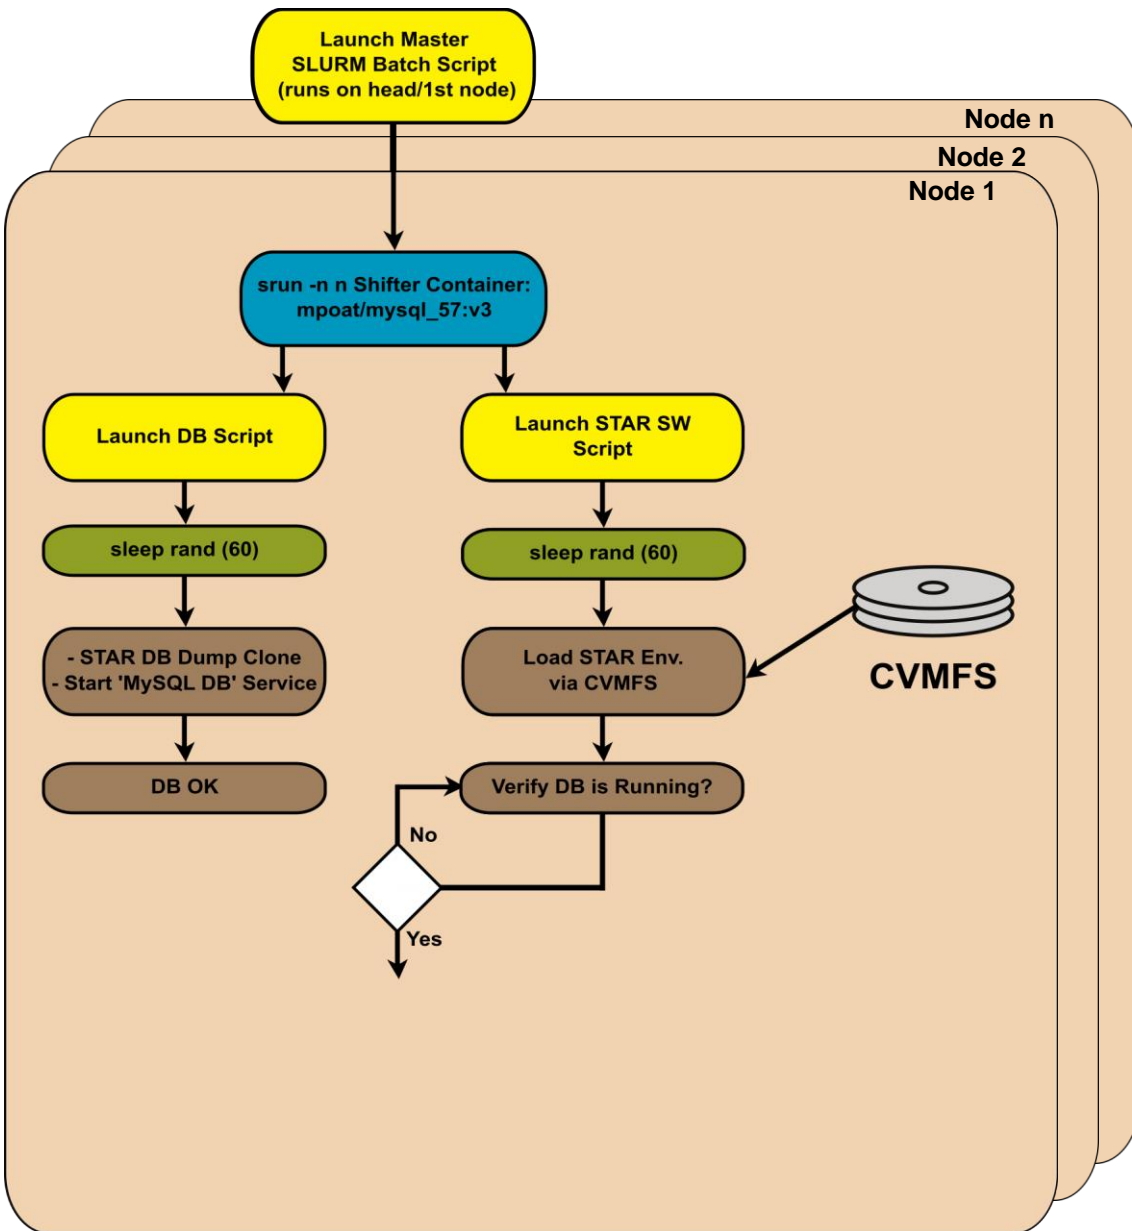 Launch Master
SLURM Batch Script
(runs on head/1st node)
Node n
Node 2
Node 1
srun -n n Shifter Container:
mpoat/mysql_57:v3
Launch DB Script
Launch STAR SW
Script
sleep rand (60)
sleep rand (60)
- STAR DB Dump Clone
- Start 'MySQL DB' Service
Load STAR Env.
via CVMFS
CVMFS
DB OK
Verify DB is Running?
No
Yes